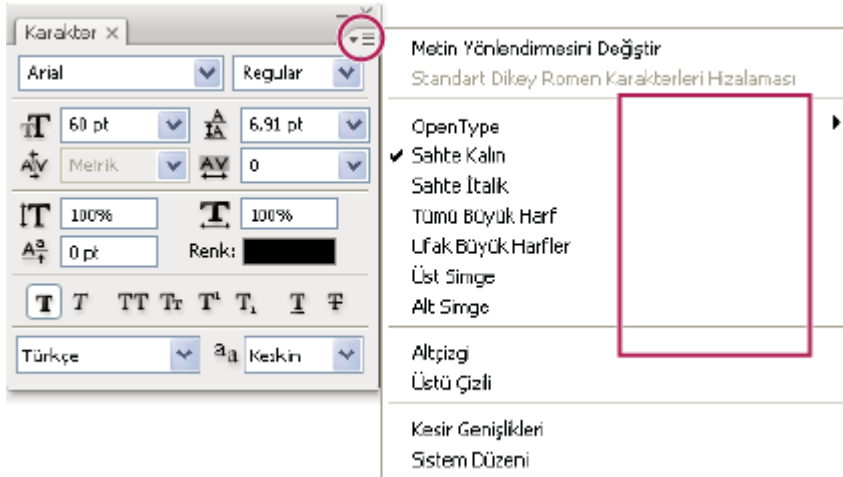 Karakter
Arial
Regular
60 pt
6.91 pt
Metrik
0
100%
100%
0 pt
Renk:
T T TT Tr T¹ T₁ T T
Türkçe
aa
Keskin
Metin Yönlendirmesini Değiştir
Standart Dikey Romen Karakterleri Hizalaması
OpenType
Sahte Kalın
Sahte İtalik
Tümü Büyük Harf
Ufak Büyük Harfler
Üst Simge
Alt Simge
Altçizgi
Üstü Çizili
Kesir Genişlikleri
Sistem Düzeni